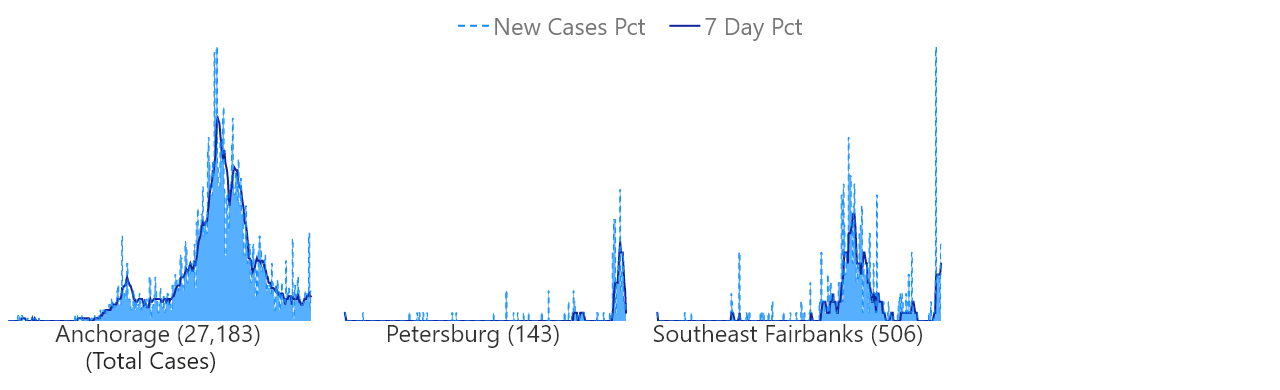 New Cases Pct 7 Day Pct
Anchorage (27,183) Petersburg (143) Southeast Fairbanks (506)
(Total Cases)